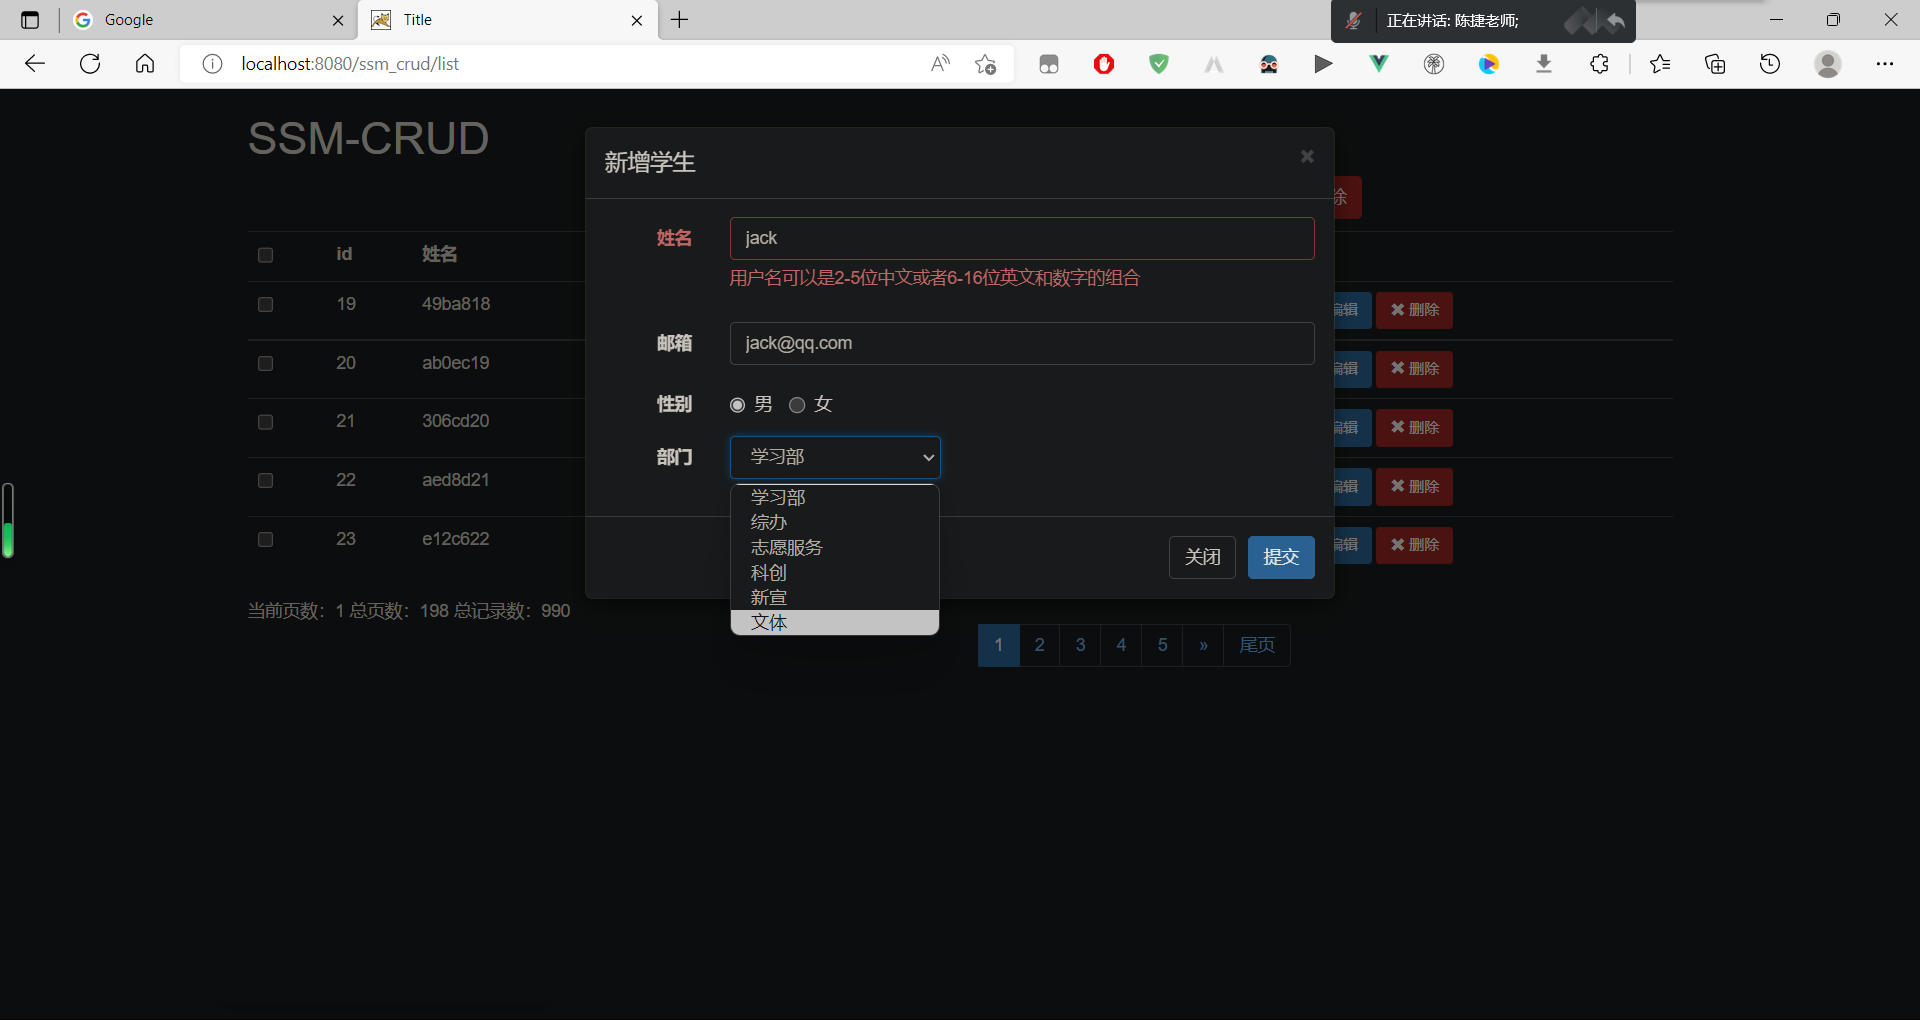 Google
Title
正在讲话: 陈捷老师;
localhost:8080/ssm_crud/list
SSM-CRUD
新增学生
除
姓名
jack
用户名可以是2-5位中文或者6-16位英文和数字的组合
邮箱
jack@qq.com
性别
男
女
部门
学习部
学习部
综办
志愿服务
科创
新宣
文体
关闭
提交
id
姓名
19
49ba818
编辑
删除
20
ab0ec19
编辑
删除
21
306cd20
编辑
删除
22
aed8d21
编辑
删除
23
e12c622
编辑
删除
当前页数：1 总页数：198 总记录数：990
1
2
3
4
5
»
尾页